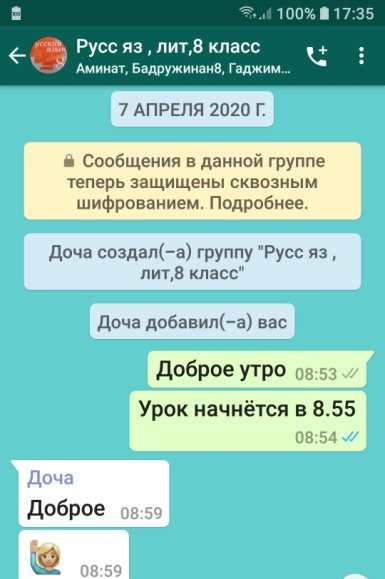 100% 17:35
Русс яз , лит,8 класс
Аминат, Бадружинан8, Гаджим...
7 АПРЕЛЯ 2020 Г.
Сообщения в данной группе
теперь защищены сквозным
шифрованием. Подробнее.
Доча создал(–а) группу "Русс яз ,
лит,8 класс"
Доча добавил(–а) вас
Доброе утро 08:53
Урок начнётся в 8.55
08:54
Доча
Доброе 08:59
08:59